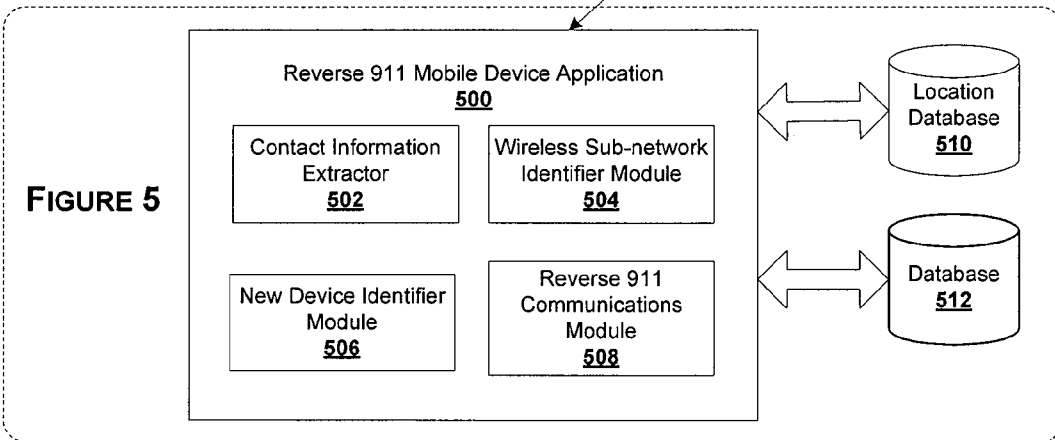 Reverse 911 Mobile Device Application
500
Contact Information
Extractor
502
Wireless Sub-network
Identifier Module
504
New Device Identifier
Module
506
Reverse 911
Communications
Module
508
Location
Database
510
Database
512
FIGURE 5